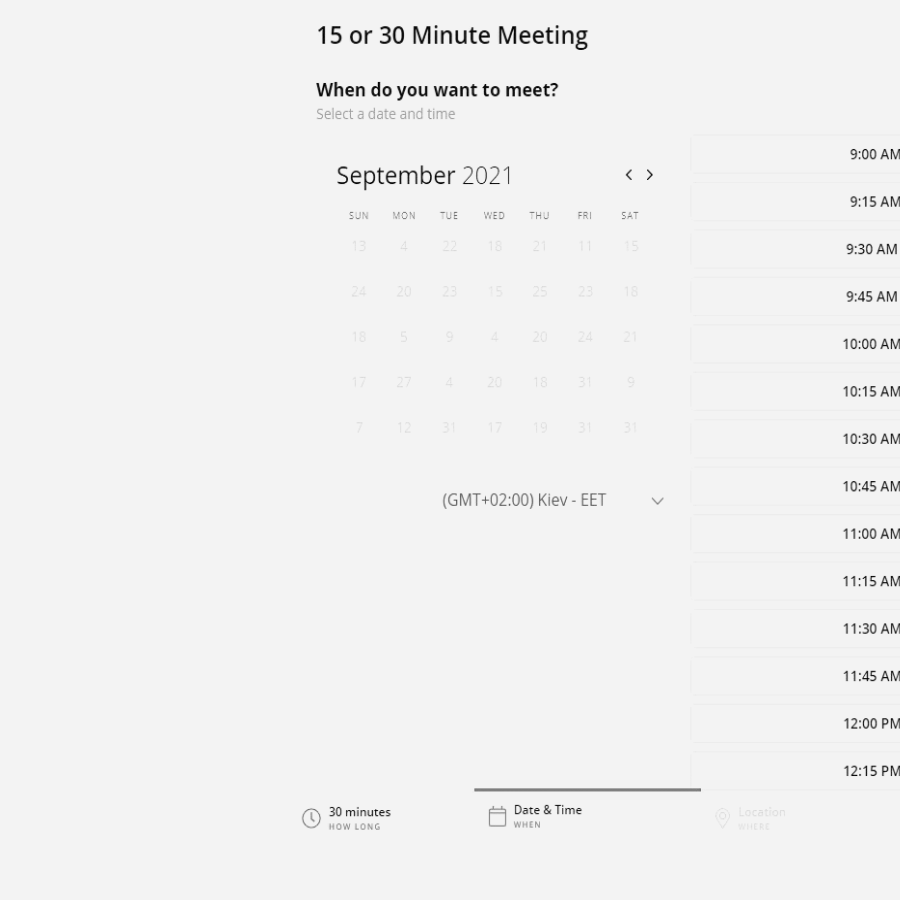 15 or 30 Minute Meeting
When do you want to meet?
Select a date and time
September 2021
SUN MON TUE WED THU FRI SAT
13 4 22 18 21 11 15
24 20 23 15 25 23 18
18 5 9 4 20 24 21
17 27 4 20 18 31 9
7 12 31 17 19 31 31
(GMT+02:00) Kiev - EET
9:00 AM
9:15 AM
9:30 AM
9:45 AM
10:00 AM
10:15 AM
10:30 AM
10:45 AM
11:00 AM
11:15 AM
11:30 AM
11:45 AM
12:00 PM
12:15 PM
30 minutes
HOW LONG
Date & Time
WHEN
Location
WHERE